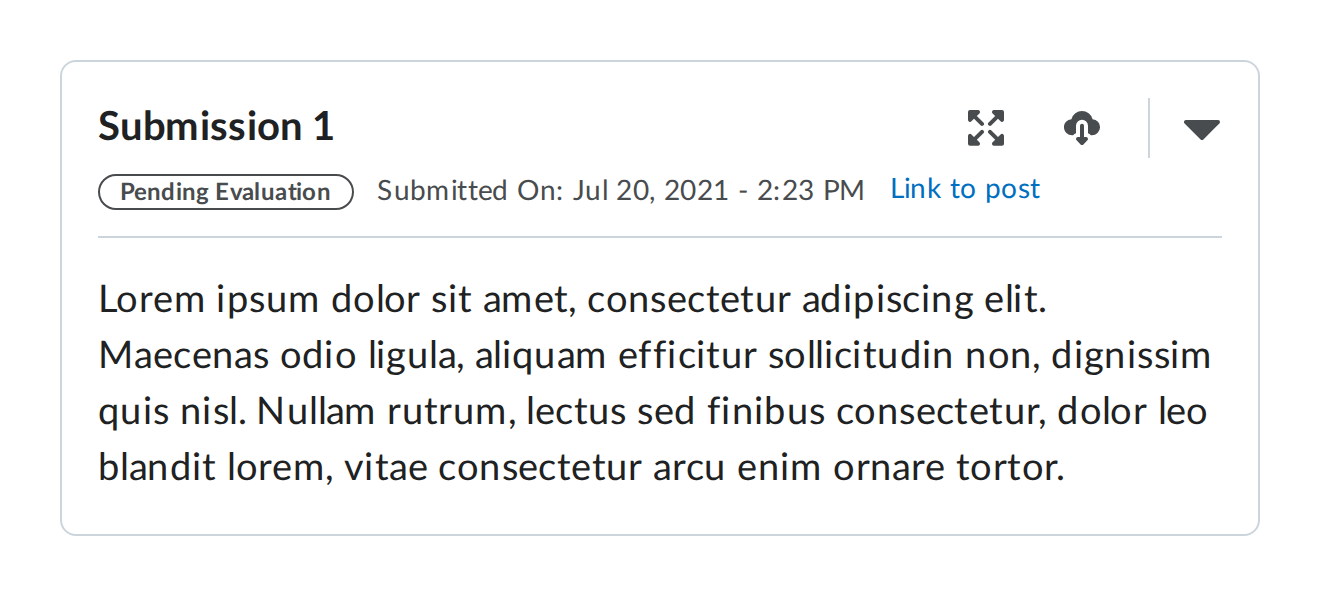 Submission 1
Pending Evaluation Submitted On: Jul 20, 2021 - 2:23 PM Link to post
Lorem ipsum dolor sit amet, consectetur adipiscing elit.
Maecenas odio ligula, aliquam efficitur sollicitudin non, dignissim
quis nisl. Nullam rutrum, lectus sed finibus consectetur, dolor leo
blandit lorem, vitae consectetur arcu enim ornare tortor.